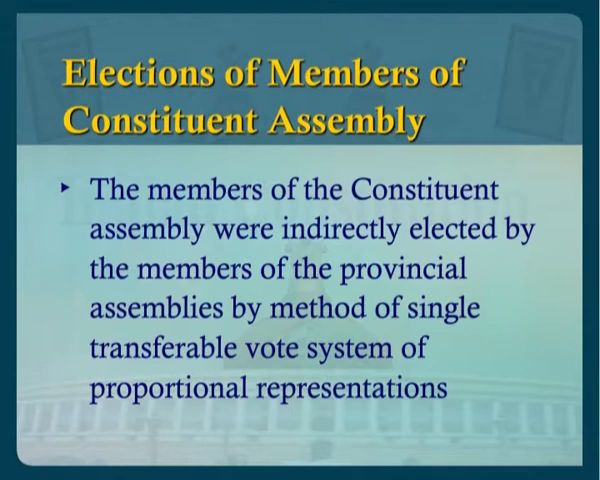 Elections of Members of
Constituent Assembly
‣ The members of the Constituent
assembly were indirectly elected by
the members of the provincial
assemblies by method of single
transferable vote system of
proportional representations